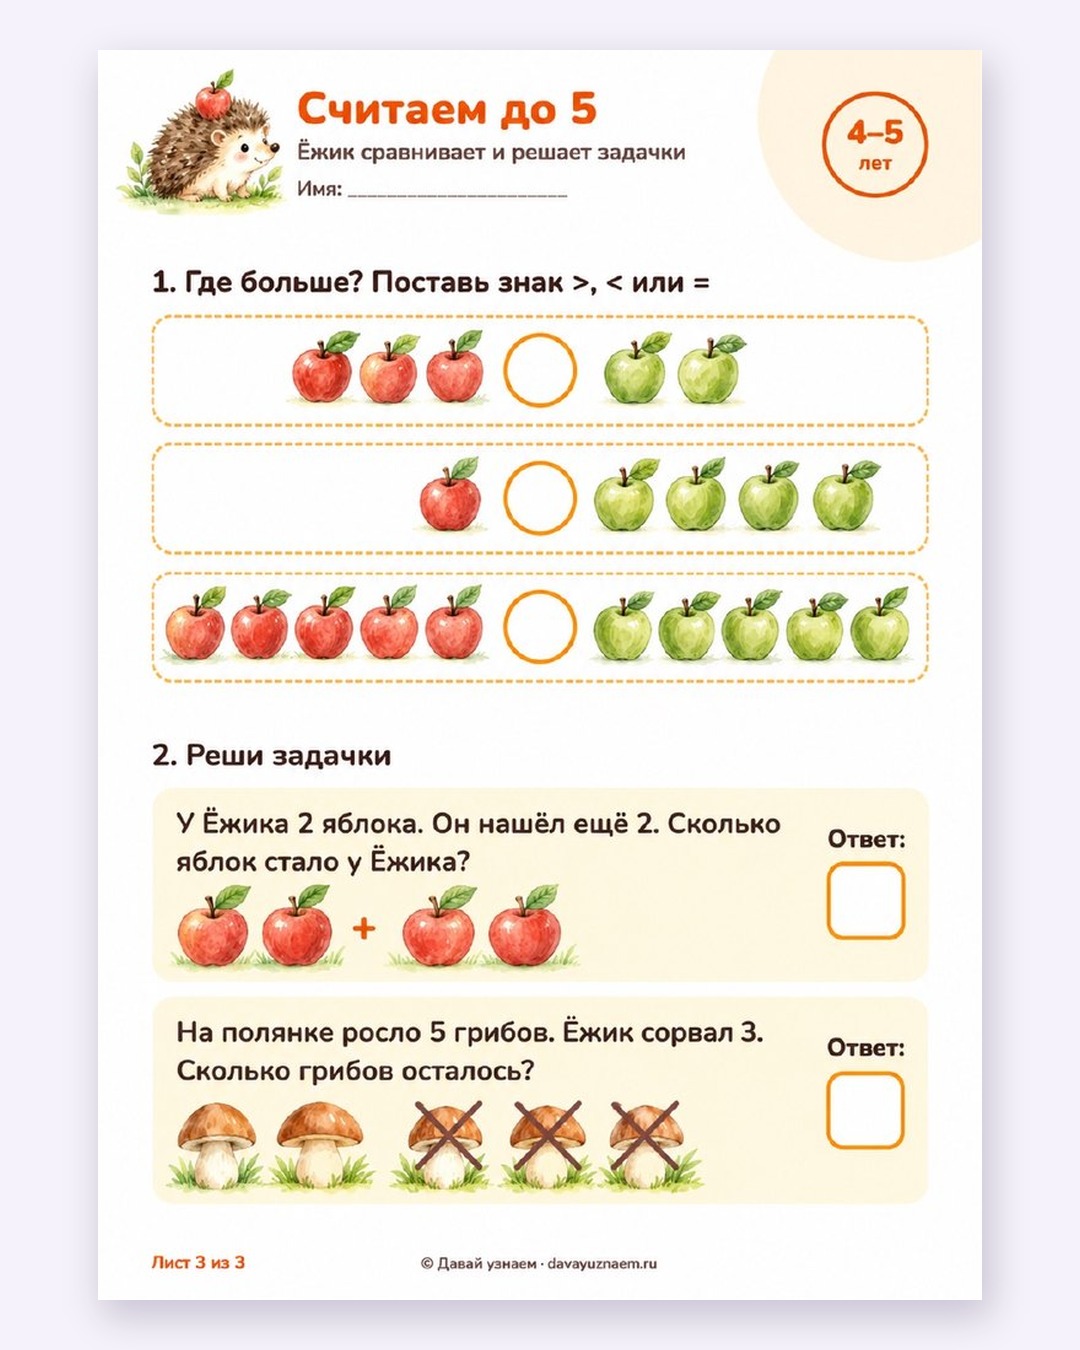 Считаем до 5
Ёжик сравнивает и решает задачки
Имя: ______________________
4–5
лет
1. Где больше? Поставь знак >, < или =
2. Реши задачки
У Ёжика 2 яблока. Он нашёл ещё 2. Сколько
яблок стало у Ёжика?
Ответ:
+
На полянке росло 5 грибов. Ёжик сорвал 3.
Сколько грибов осталось?
Ответ:
Лист 3 из 3
© Давай узнаем · davayuznaem.ru